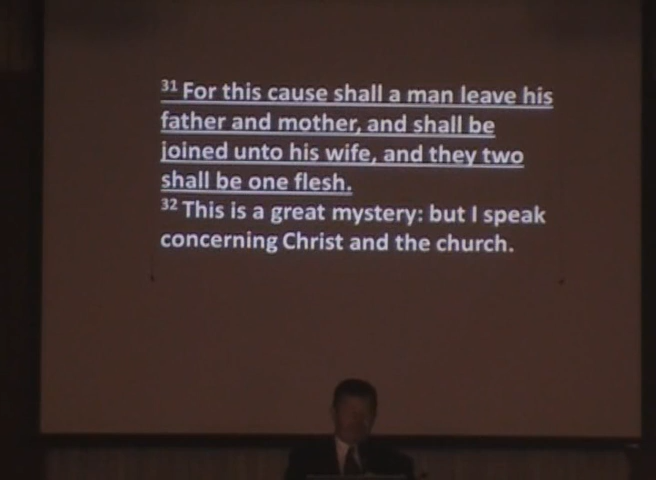 31 For this cause shall a man leave his
father and mother, and shall be
joined unto his wife, and they two
shall be one flesh.
32 This is a great mystery: but I speak
concerning Christ and the church.